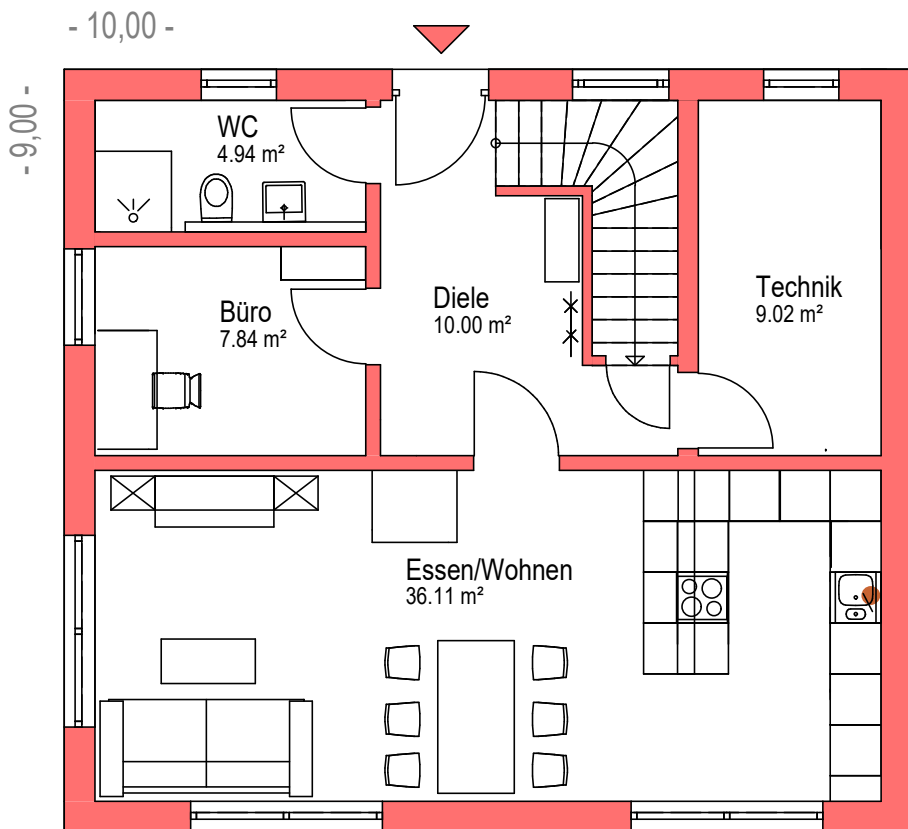 - 10,00 -
- 9,00 -
WC
4.94 m²
Büro
7.84 m²
Diele
10.00 m²
Technik
9.02 m²
Essen/Wohnen
36.11 m²